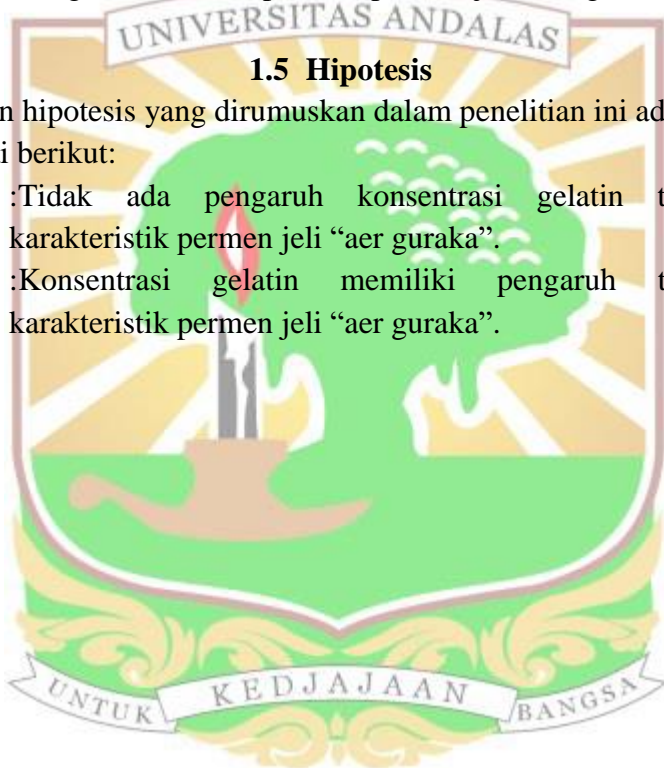 UNIVERSITAS ANDALAS
1.5 Hipotesis
n hipotesis yang dirumuskan dalam penelitian ini ad
i berikut:
:Tidak ada pengaruh konsentrasi gelatin t
karakteristik permen jeli “aer guraka”.
:Konsentrasi gelatin memiliki pengaruh t
karakteristik permen jeli “aer guraka”.
UNTUK KEDJAJAAN BANGSA